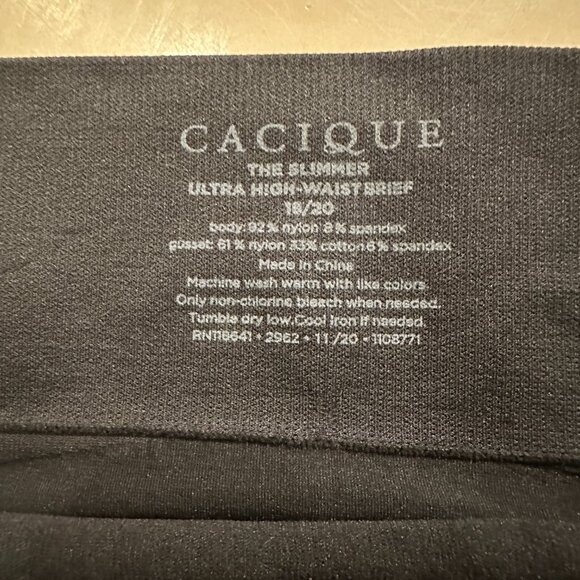 CACIQUE
THE SLIMMER
ULTRA HIGH-WAIST BRIEF
18/20
body: 92% nylon 8% spandex
gusset: 61% nylon 33% cotton 6% spandex
Made in China
Machine wash warm with like colors.
Only non-chlorine bleach when needed.
Tumble dry low. Cool iron if needed.
RN116641 • 2962 • 11/20 • 1108771